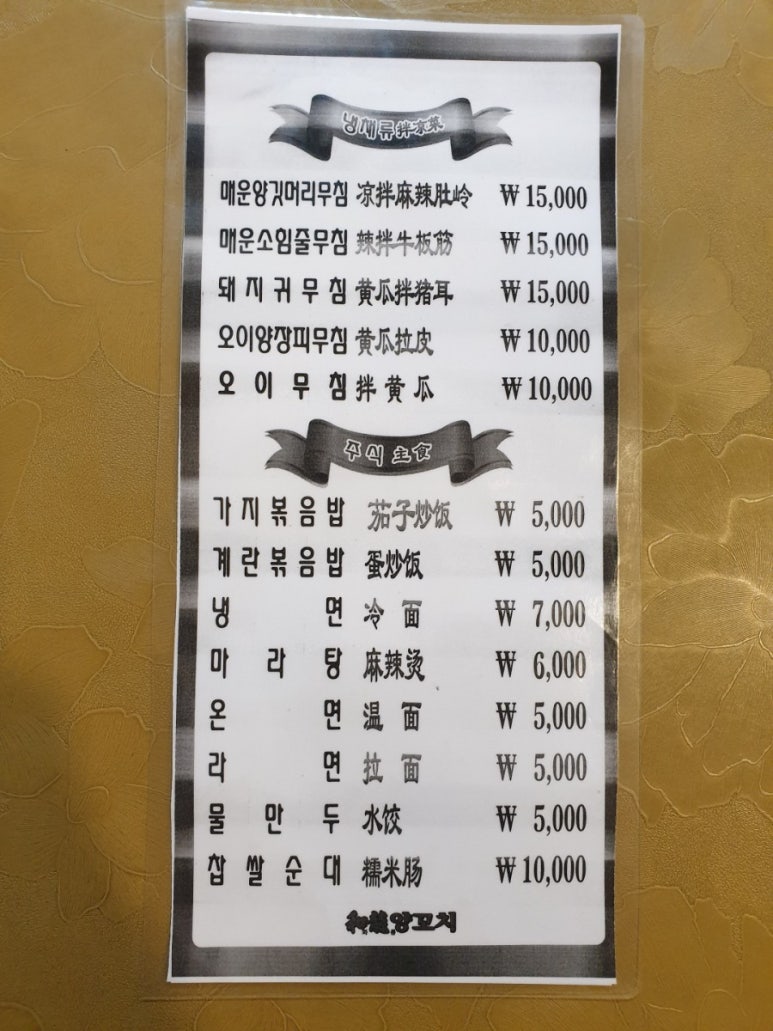 냉채류拌凉菜
매운양깃머리무침 凉拌麻辣肚岭 ₩ 15,000
매운소힘줄무침 辣拌牛板筋 ₩ 15,000
돼지귀무침 黄瓜拌猪耳 ₩ 15,000
오이양장피무침 黄瓜拉皮 ₩ 10,000
오이무침 拌黄瓜 ₩ 10,000
주식 主食
가지볶음밥 茄子炒饭 ₩ 5,000
계란볶음밥 蛋炒饭 ₩ 5,000
냉면 冷面 ₩ 7,000
마라탕 麻辣烫 ₩ 6,000
온면 温面 ₩ 5,000
라면 拉面 ₩ 5,000
물만두 水饺 ₩ 5,000
찹쌀순대 糯米肠 ₩ 10,000
和龍양꼬치